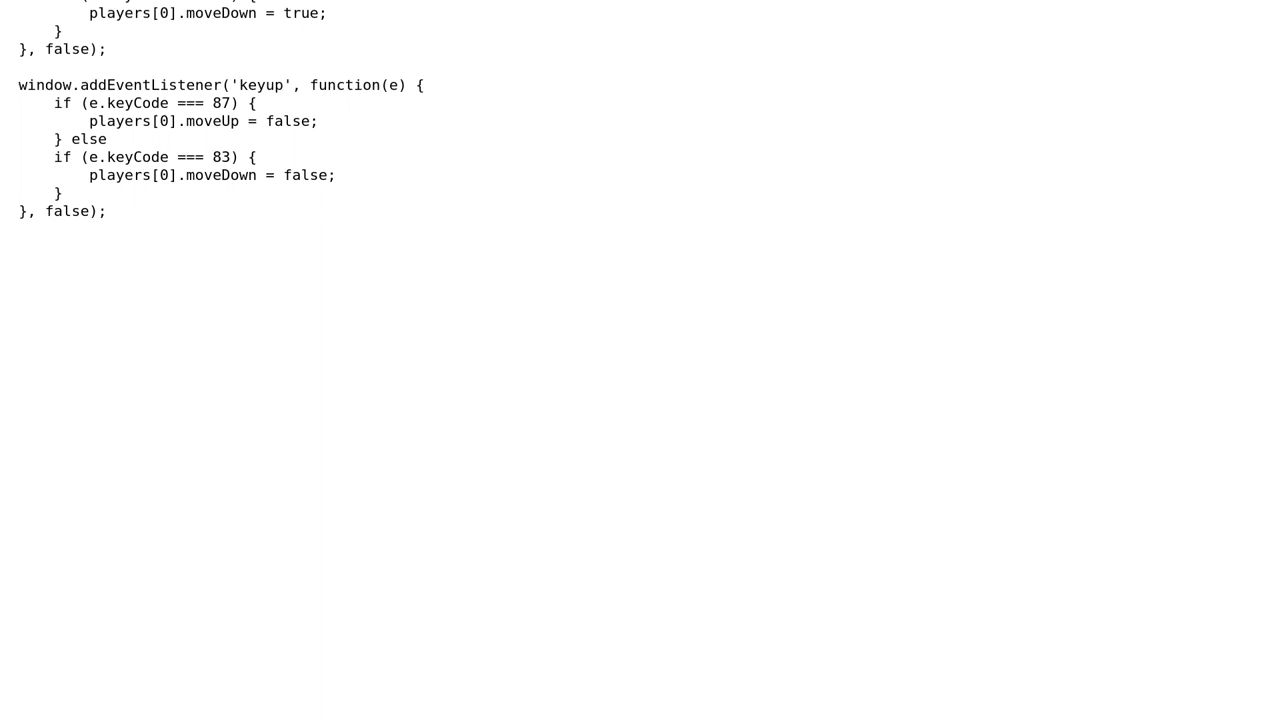 players[0].moveDown = true;
}
}, false);
window.addEventListener('keyup', function(e) {
if (e.keyCode === 87) {
players[0].moveUp = false;
} else
if (e.keyCode === 83) {
players[0].moveDown = false;
}
}, false);